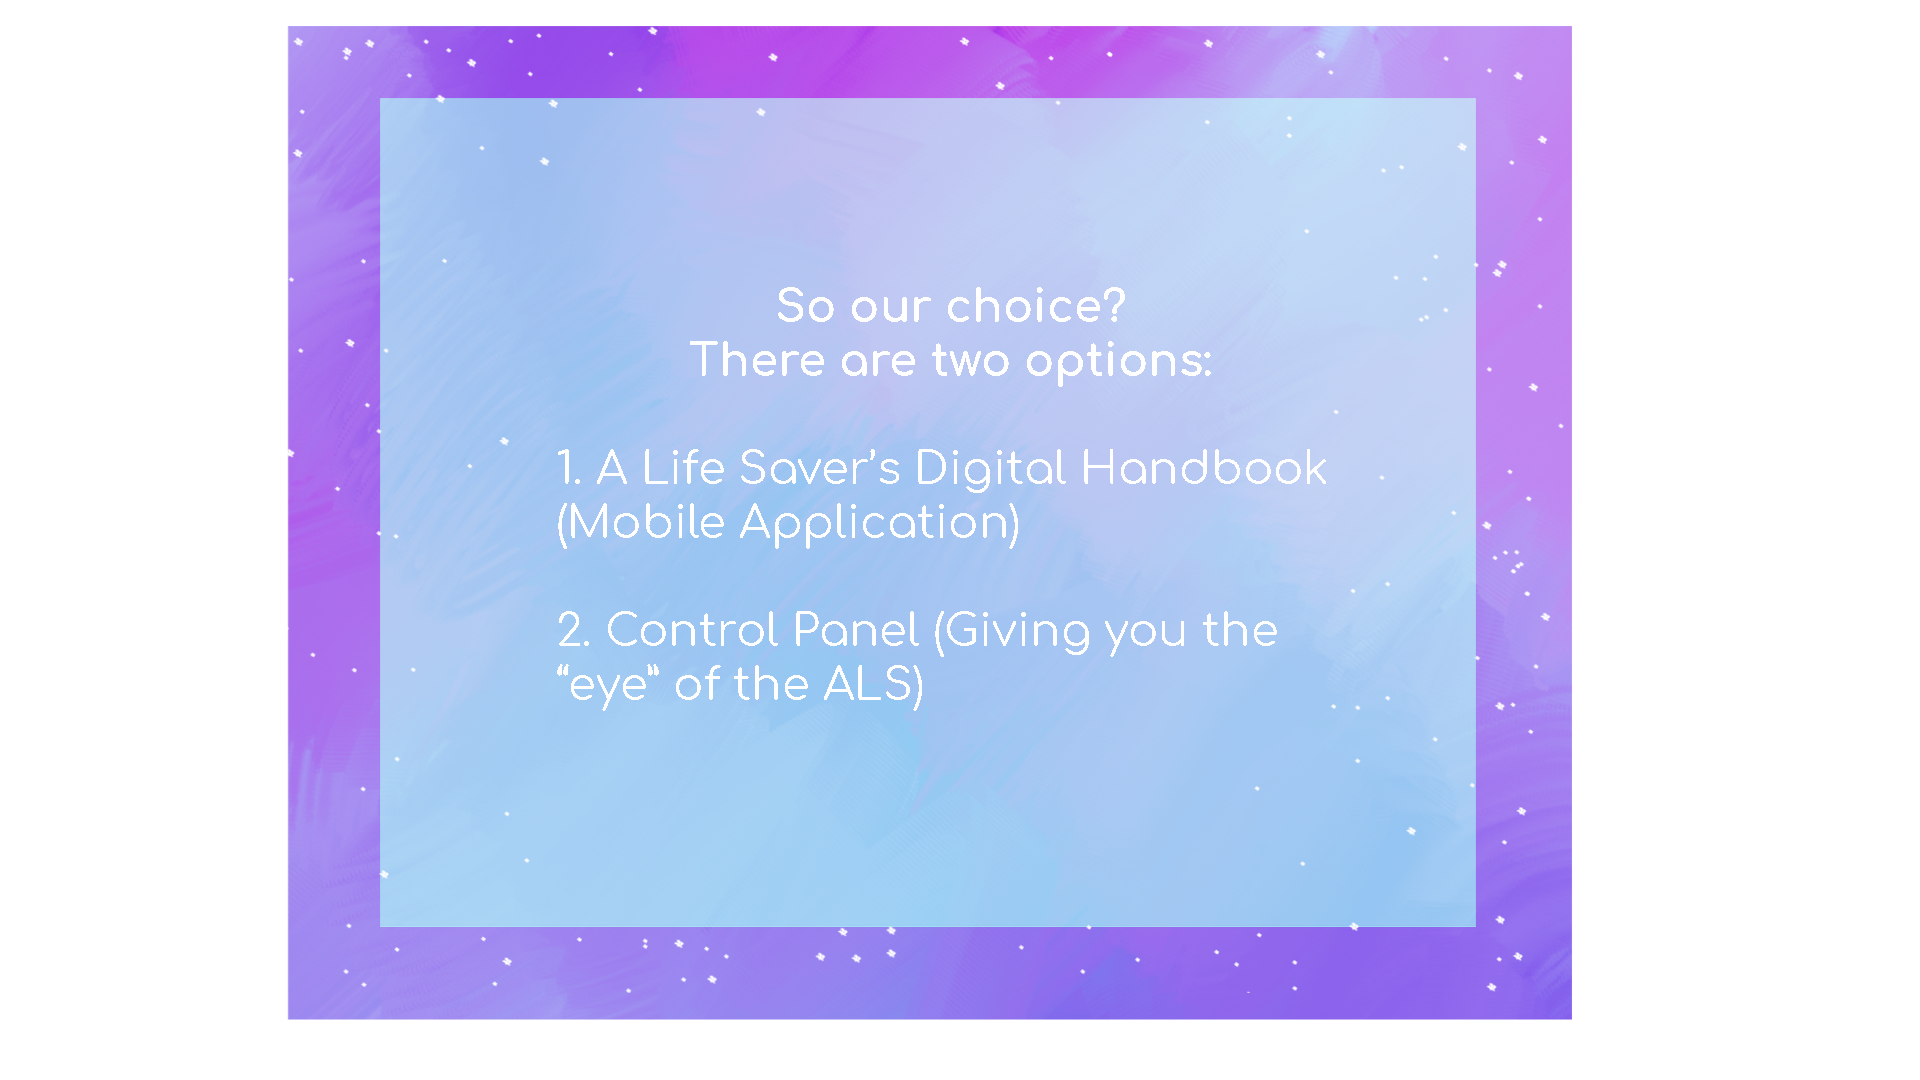 So our choice?
There are two options:
1. A Life Saver’s Digital Handbook
(Mobile Application)
2. Control Panel (Giving you the
“eye” of the ALS)